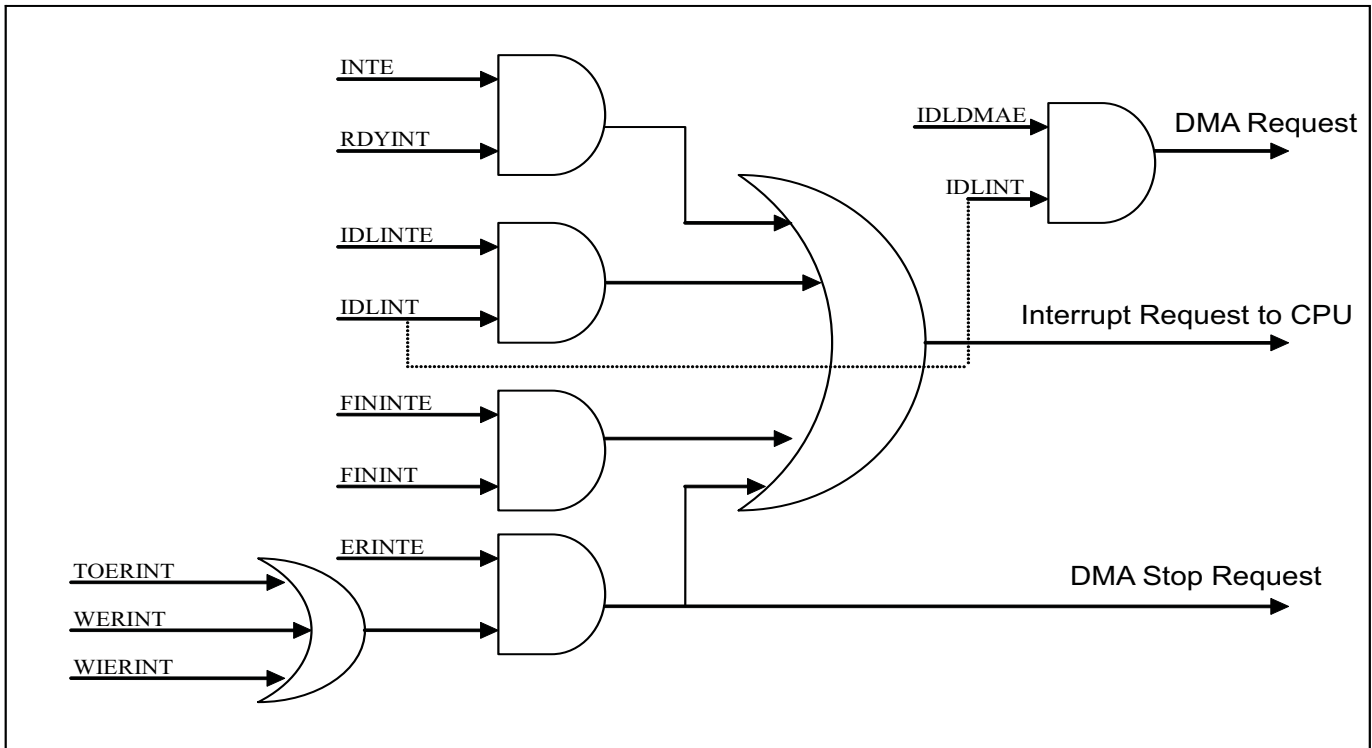 INTE
RDYINT
IDLDMAE
DMA Request
IDLINT
IDLINTE
IDLINT
Interrupt Request to CPU
FININTE
FININT
ERINTE
TOERINT
DMA Stop Request
WERINT
WIERINT